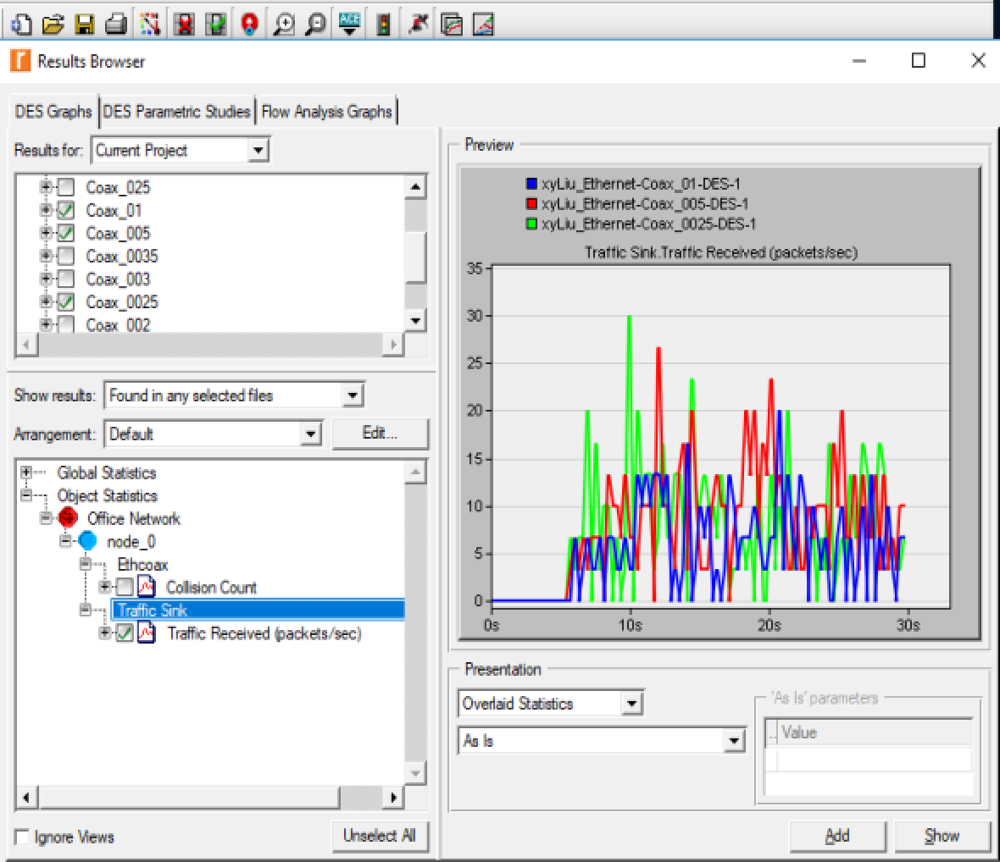 ACE
Results Browser
DES Graphs DES Parametric Studies Flow Analysis Graphs
Results for: Current Project
Coax_025
Coax_01
Coax_005
Coax_0035
Coax_003
Coax_0025
Coax_002
Show results: Found in any selected files
Arrangement: Default Edit...
Global Statistics
Object Statistics
Office Network
node_0
Ethcoax
Collision Count
Traffic Sink
Traffic Received (packets/sec)
Ignore Views Unselect All
Preview
xyLiu_Ethernet-Coax_01-DES-1
xyLiu_Ethernet-Coax_005-DES-1
xyLiu_Ethernet-Coax_0025-DES-1
Traffic Sink.Traffic Received (packets/sec)
35
30
25
20
15
10
5
0
0s 10s 20s 30s
Presentation
Overlaid Statistics
As Is
'As Is' parameters
.. Value
Add Show